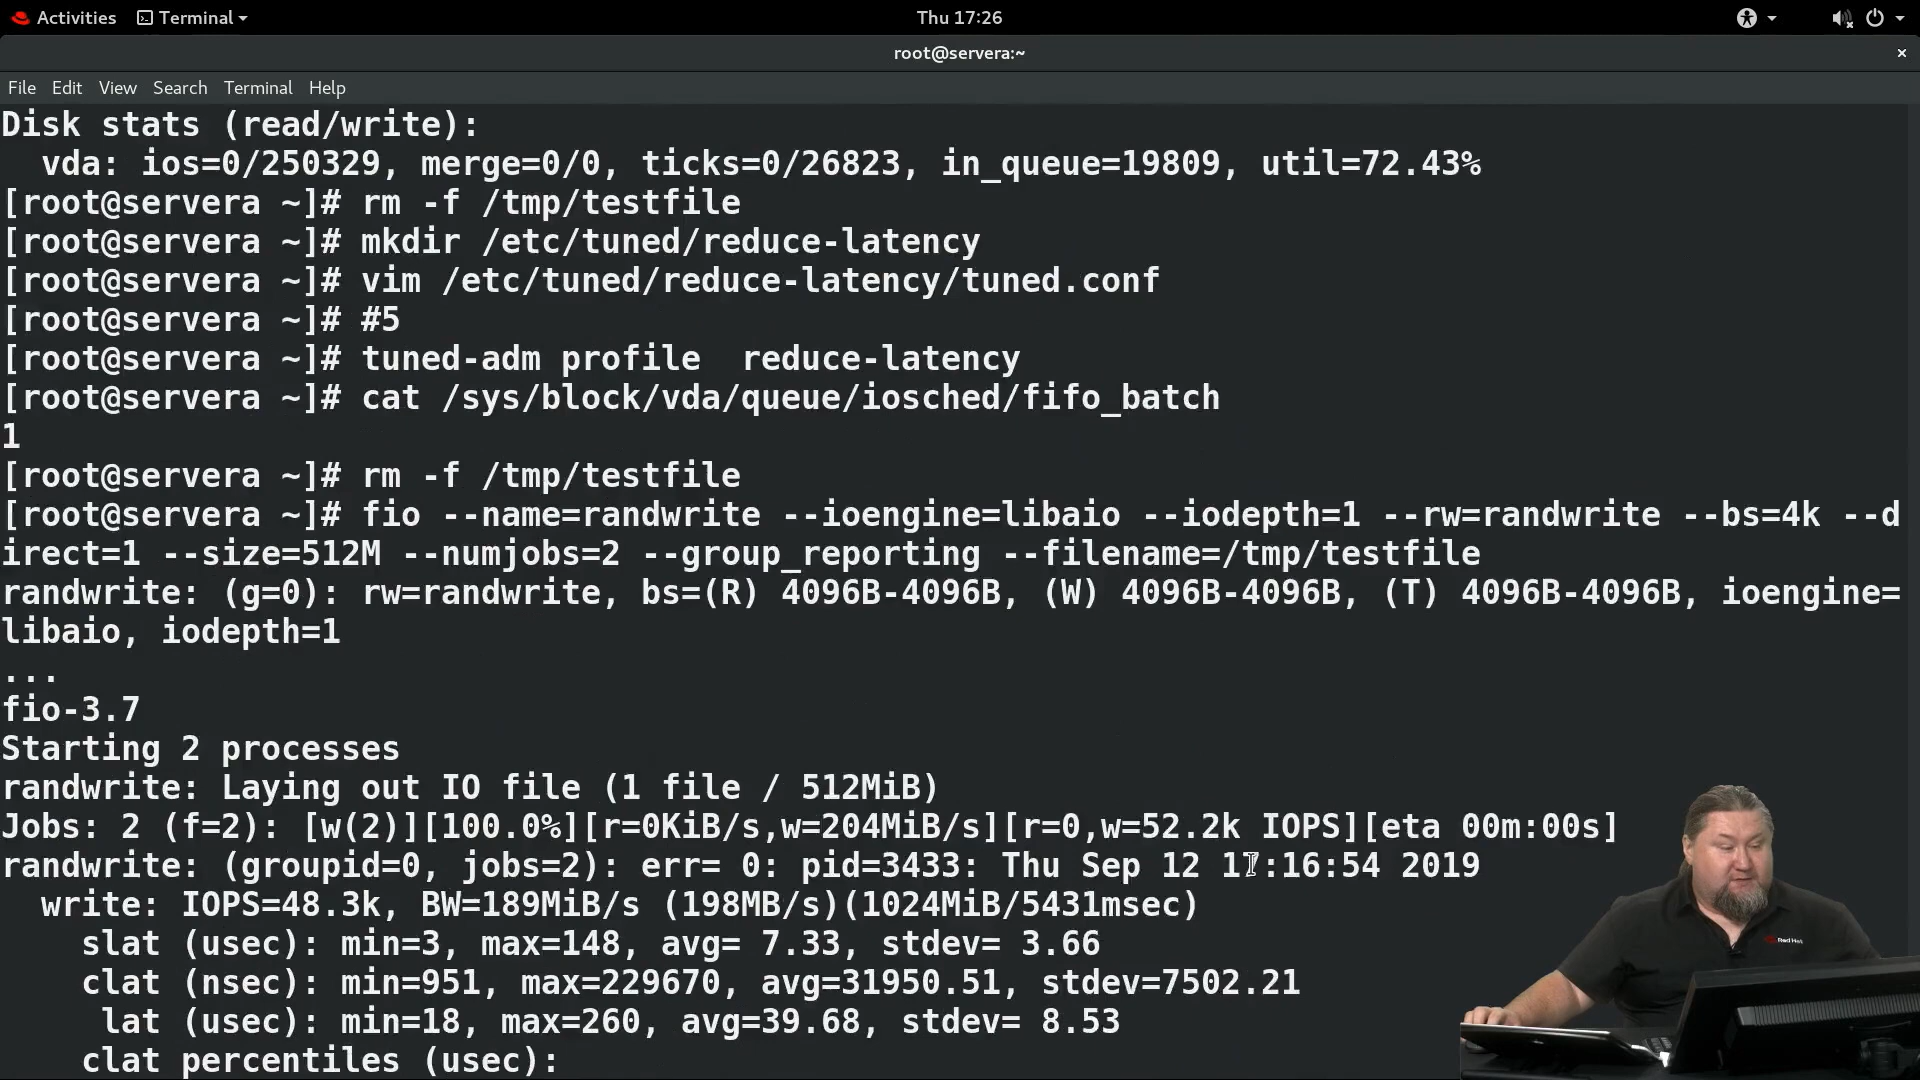 Activities Terminal Thu 17:26
root@servera:~
File Edit View Search Terminal Help
Disk stats (read/write):
  vda: ios=0/250329, merge=0/0, ticks=0/26823, in_queue=19809, util=72.43%
[root@servera ~]# rm -f /tmp/testfile
[root@servera ~]# mkdir /etc/tuned/reduce-latency
[root@servera ~]# vim /etc/tuned/reduce-latency/tuned.conf
[root@servera ~]# #5
[root@servera ~]# tuned-adm profile  reduce-latency
[root@servera ~]# cat /sys/block/vda/queue/iosched/fifo_batch
1
[root@servera ~]# rm -f /tmp/testfile
[root@servera ~]# fio --name=randwrite --ioengine=libaio --iodepth=1 --rw=randwrite --bs=4k --d
irect=1 --size=512M --numjobs=2 --group_reporting --filename=/tmp/testfile
randwrite: (g=0): rw=randwrite, bs=(R) 4096B-4096B, (W) 4096B-4096B, (T) 4096B-4096B, ioengine=
libaio, iodepth=1
...
fio-3.7
Starting 2 processes
randwrite: Laying out IO file (1 file / 512MiB)
Jobs: 2 (f=2): [w(2)][100.0%][r=0KiB/s,w=204MiB/s][r=0,w=52.2k IOPS][eta 00m:00s]
randwrite: (groupid=0, jobs=2): err= 0: pid=3433: Thu Sep 12 17:16:54 2019
  write: IOPS=48.3k, BW=189MiB/s (198MB/s)(1024MiB/5431msec)
    slat (usec): min=3, max=148, avg= 7.33, stdev= 3.66
    clat (nsec): min=951, max=229670, avg=31950.51, stdev=7502.21
     lat (usec): min=18, max=260, avg=39.68, stdev= 8.53
    clat percentiles (usec):
Red Hat